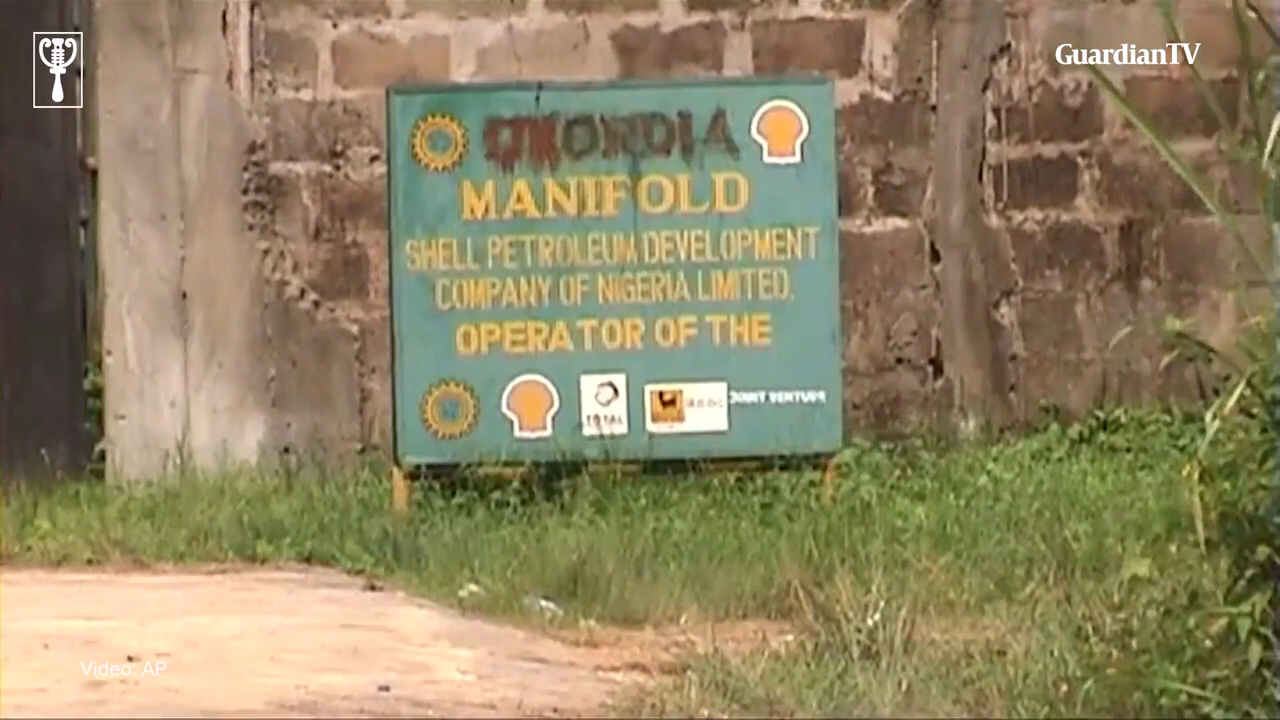 GuardianTV
MANIFOLD
SHELL PETROLEUM DEVELOPMENT
COMPANY OF NIGERIA LIMITED.
OPERATOR OF THE
TOTAL
JOINT VENTURE
Video: AP